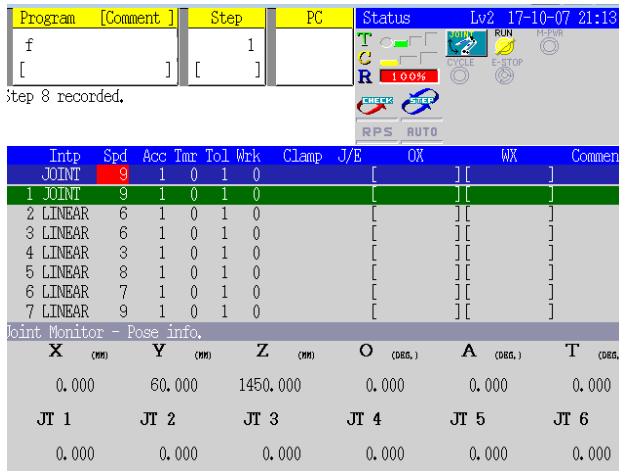 Program [Comment ] Step PC Status Lv2 17-10-07 21:13
f 1
[ ] [ ]
Step 8 recorded.
T JOINT RUN M-PWR
C CYCLE E-STOP
R 100%
CHECK STEP
RPS AUTO
Intp Spd Acc Tmr Tol Wrk Clamp J/E OX WX Commen
JOINT 9 1 0 1 0 [ ][ ]
1 JOINT 9 1 0 1 0 [ ][ ]
2 LINEAR 6 1 0 1 0 [ ][ ]
3 LINEAR 6 1 0 1 0 [ ][ ]
4 LINEAR 3 1 0 1 0 [ ][ ]
5 LINEAR 8 1 0 1 0 [ ][ ]
6 LINEAR 7 1 0 1 0 [ ][ ]
7 LINEAR 9 1 0 1 0 [ ][ ]
Joint Monitor - Pose info.
X (MM) Y (MM) Z (MM) O (DEG.) A (DEG.) T (DEG.
0.000 60.000 1450.000 0.000 0.000 0.000
JT 1 JT 2 JT 3 JT 4 JT 5 JT 6
0.000 0.000 0.000 0.000 0.000 0.000